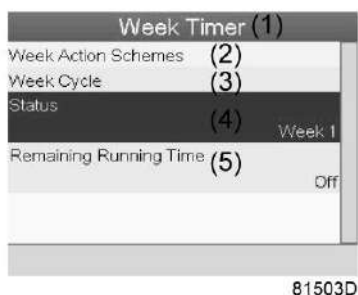 Week Timer (1)
Week Action Schemes (2)
Week Cycle (3)
Status (4)
Week 1
Remaining Running Time (5)
Off
81503D